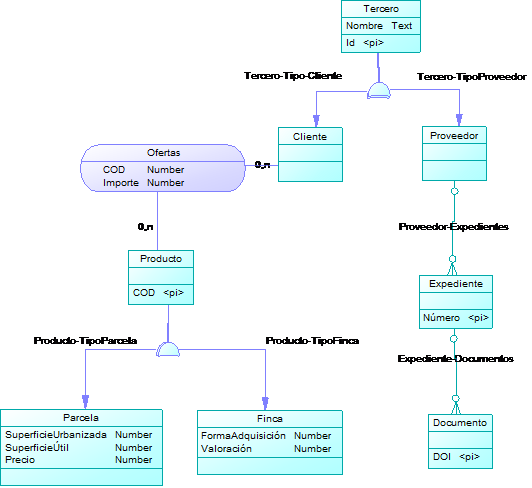 Tercero
Nombre Text
Id <pi>
Tercero-Tipo-Cliente
Tercero-TipoProveedor
Cliente
Proveedor
Ofertas
COD Number
Importe Number
0,n
0,n
Proveedor-Expedientes
Producto
COD <pi>
Expediente
Número <pi>
Producto-TipoParcela
Producto-TipoFinca
Expediente-Documentos
Parcela
SuperficieUrbanizada Number
SuperficieÚtil Number
Precio Number
Finca
FormaAdquisición Number
Valoración Number
Documento
DOI <pi>